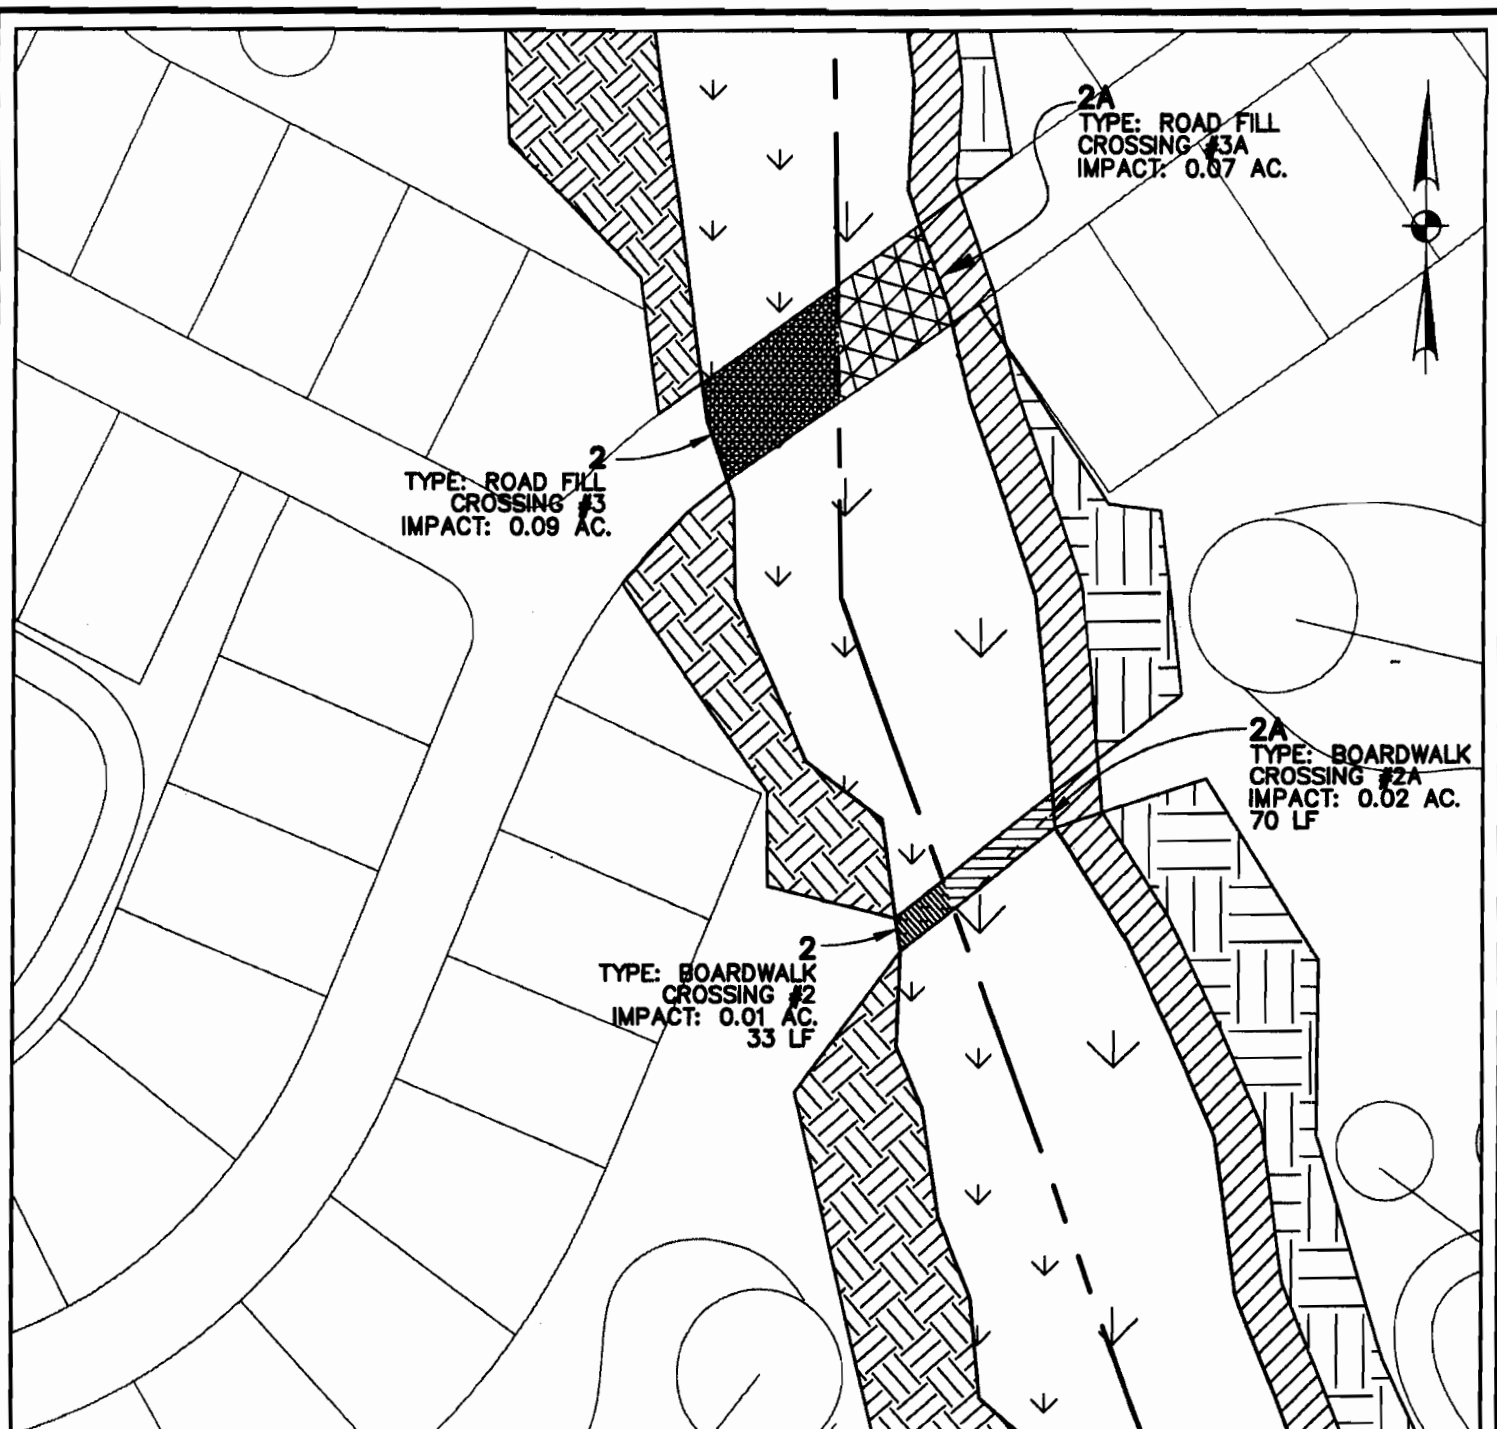 2A
TYPE: ROAD FILL
CROSSING #3A
IMPACT: 0.07 AC.
2
TYPE: ROAD FILL
CROSSING #3
IMPACT: 0.09 AC.
2A
TYPE: BOARDWALK
CROSSING #2A
IMPACT: 0.02 AC.
70 LF
2
TYPE: BOARDWALK
CROSSING #2
IMPACT: 0.01 AC.
33 LF